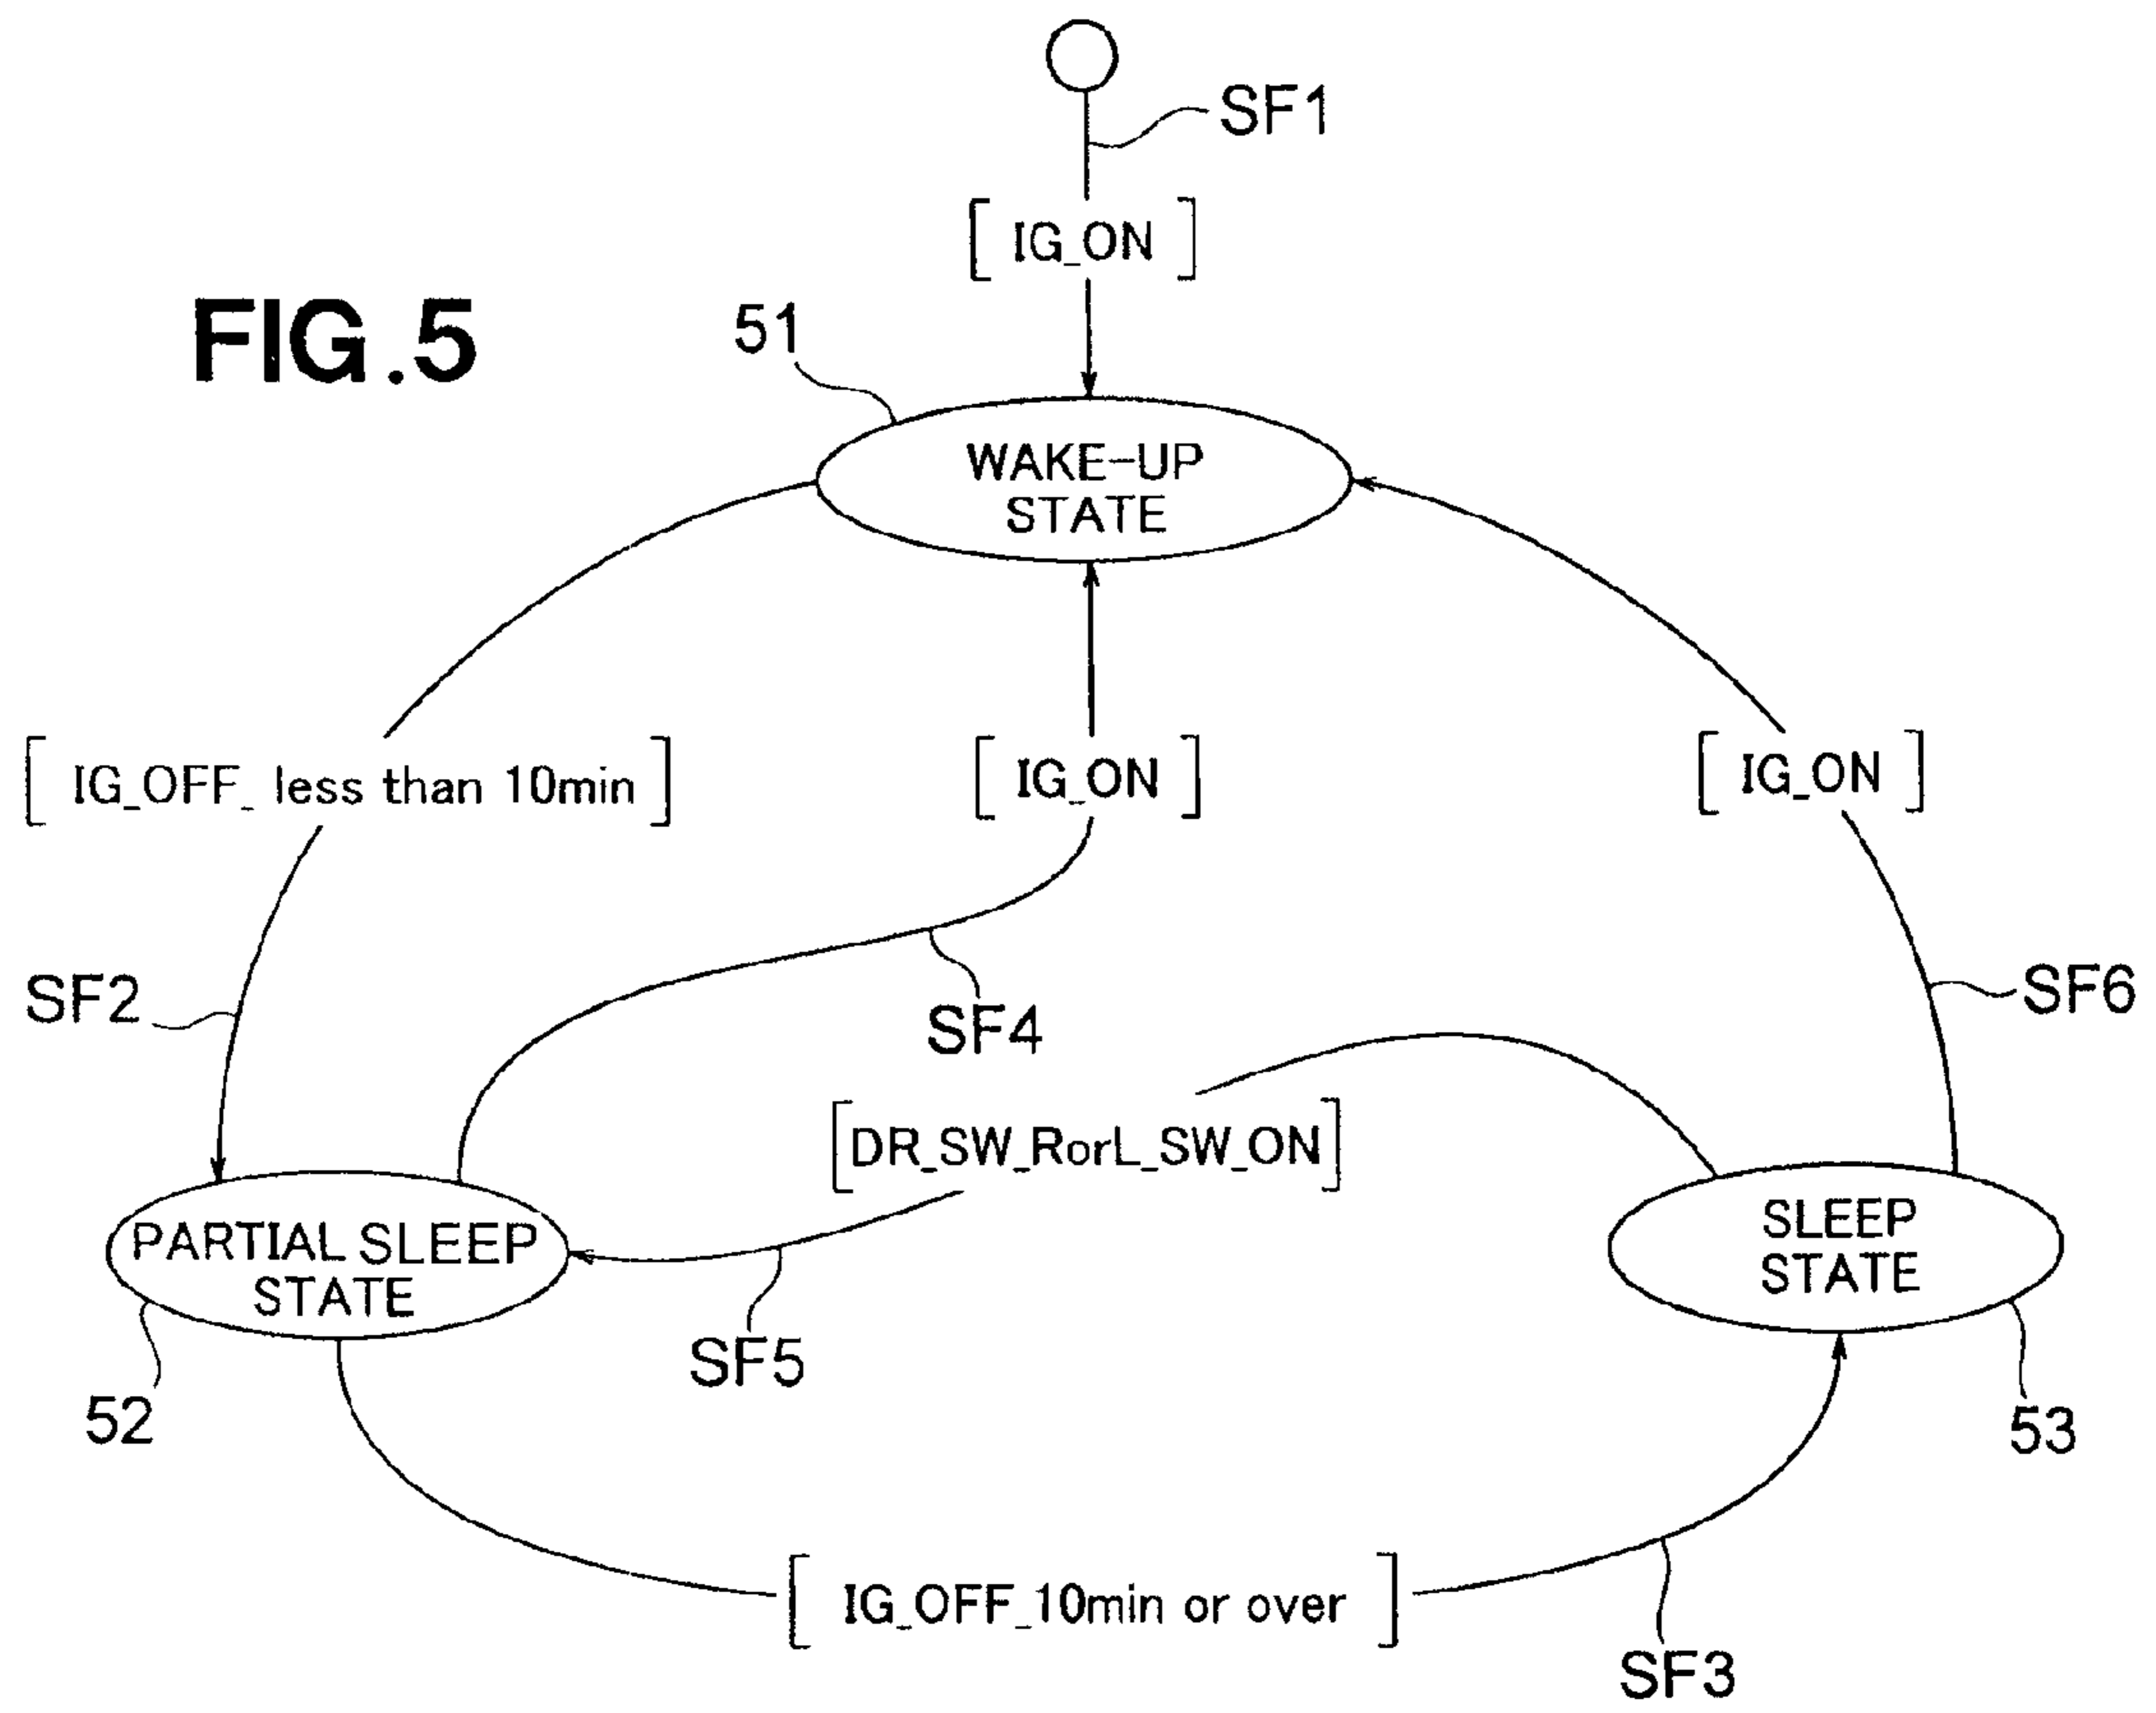 SF1
[ IG_ON ]
FIG.5
51
WAKE-UP
STATE
[ IG_OFF_ less than 10min ]
[ IG_ON ]
[ IG_ON ]
SF2
SF4
SF6
[DR_SW_RorL_SW_ON]
PARTIAL SLEEP
STATE
SLEEP
STATE
SF5
52
53
[ IG_OFF_10min or over ]
SF3